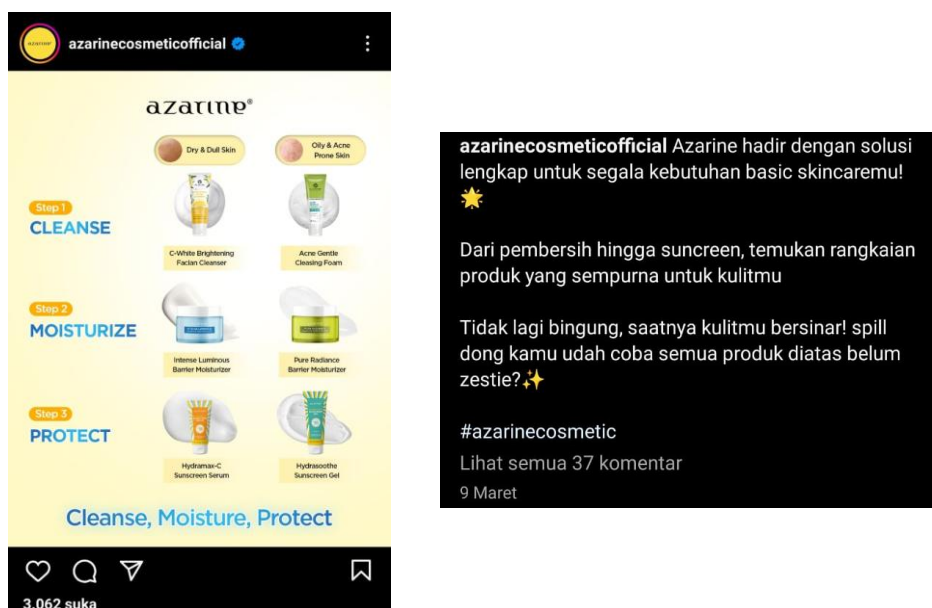 azarinecosmeticofficial
azarine®
Dry & Dull Skin
Oily & Acne
Prone Skin
Step 1
CLEANSE
C-White Brightening
Facian Cleanser
Acne Gentle
Cleasing Foam
Step 2
MOISTURIZE
Intense Luminous
Barrier Moisturizer
Pure Radiance
Barrier Moisturizer
Step 3
PROTECT
Hydramax-C
Sunscreen Serum
Hydrasoothe
Sunscreen Gel
Cleanse, Moisture, Protect
3.062 suka
azarinecosmeticofficial Azarine hadir dengan solusi
lengkap untuk segala kebutuhan basic skincaremu!
🌟
Dari pembersih hingga suncreen, temukan rangkaian
produk yang sempurna untuk kulitmu
Tidak lagi bingung, saatnya kulitmu bersinar! spill
dong kamu udah coba semua produk diatas belum
zestie?✨
#azarinecosmetic
Lihat semua 37 komentar
9 Maret